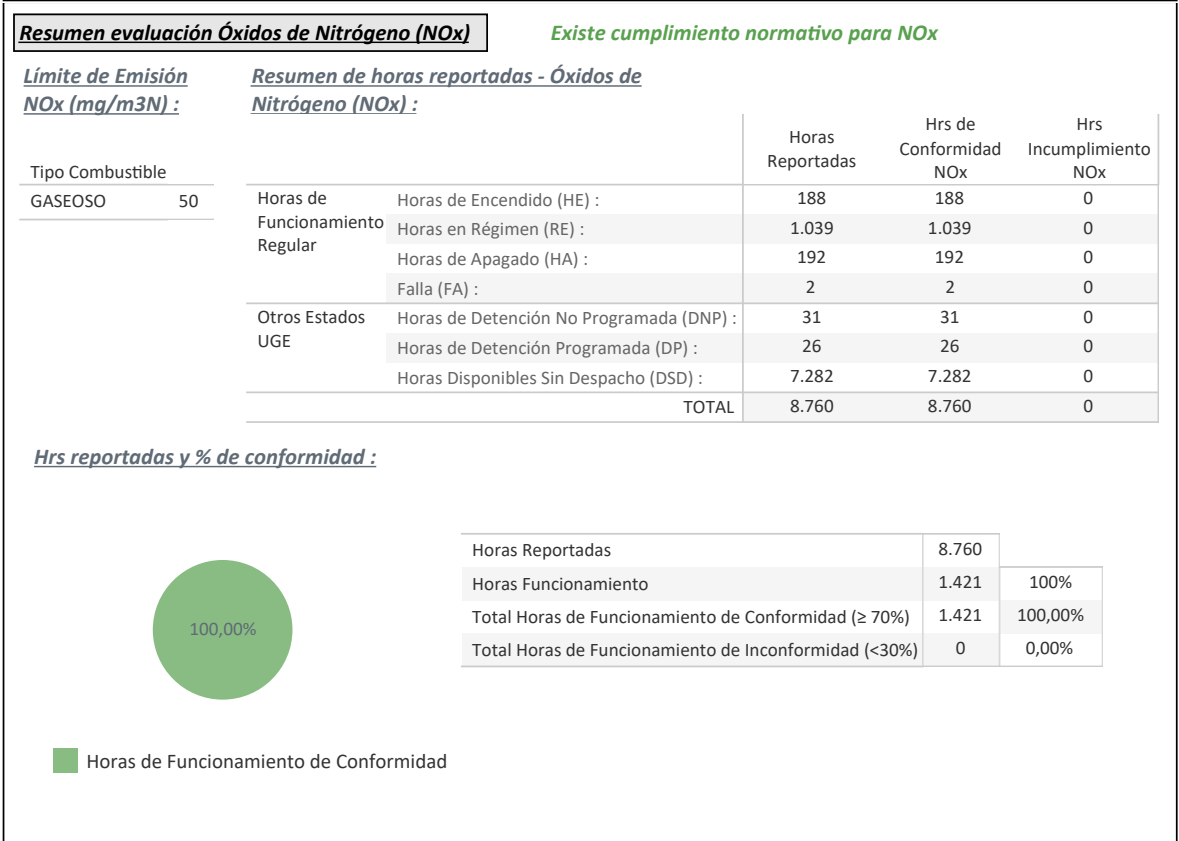 Resumen evaluación Óxidos de Nitrógeno (NOx)
Existe cumplimiento normativo para NOx
Límite de Emisión
NOx (mg/m3N) :
Resumen de horas reportadas - Óxidos de
Nitrógeno (NOx) :
Tipo Combustible
GASEOSO 50
Horas
Reportadas
Hrs de
Conformidad
NOx
Hrs
Incumplimiento
NOx
Horas de
Funcionamiento
Regular
Horas de Encendido (HE) : 188 188 0
Horas en Régimen (RE) : 1.039 1.039 0
Horas de Apagado (HA) : 192 192 0
Falla (FA) : 2 2 0
Otros Estados
UGE
Horas de Detención No Programada (DNP) : 31 31 0
Horas de Detención Programada (DP) : 26 26 0
Horas Disponibles Sin Despacho (DSD) : 7.282 7.282 0
TOTAL 8.760 8.760 0
Hrs reportadas y % de conformidad :
100,00%
Horas Reportadas 8.760
Horas Funcionamiento 1.421 100%
Total Horas de Funcionamiento de Conformidad (≥ 70%) 1.421 100,00%
Total Horas de Funcionamiento de Inconformidad (<30%) 0 0,00%
Horas de Funcionamiento de Conformidad